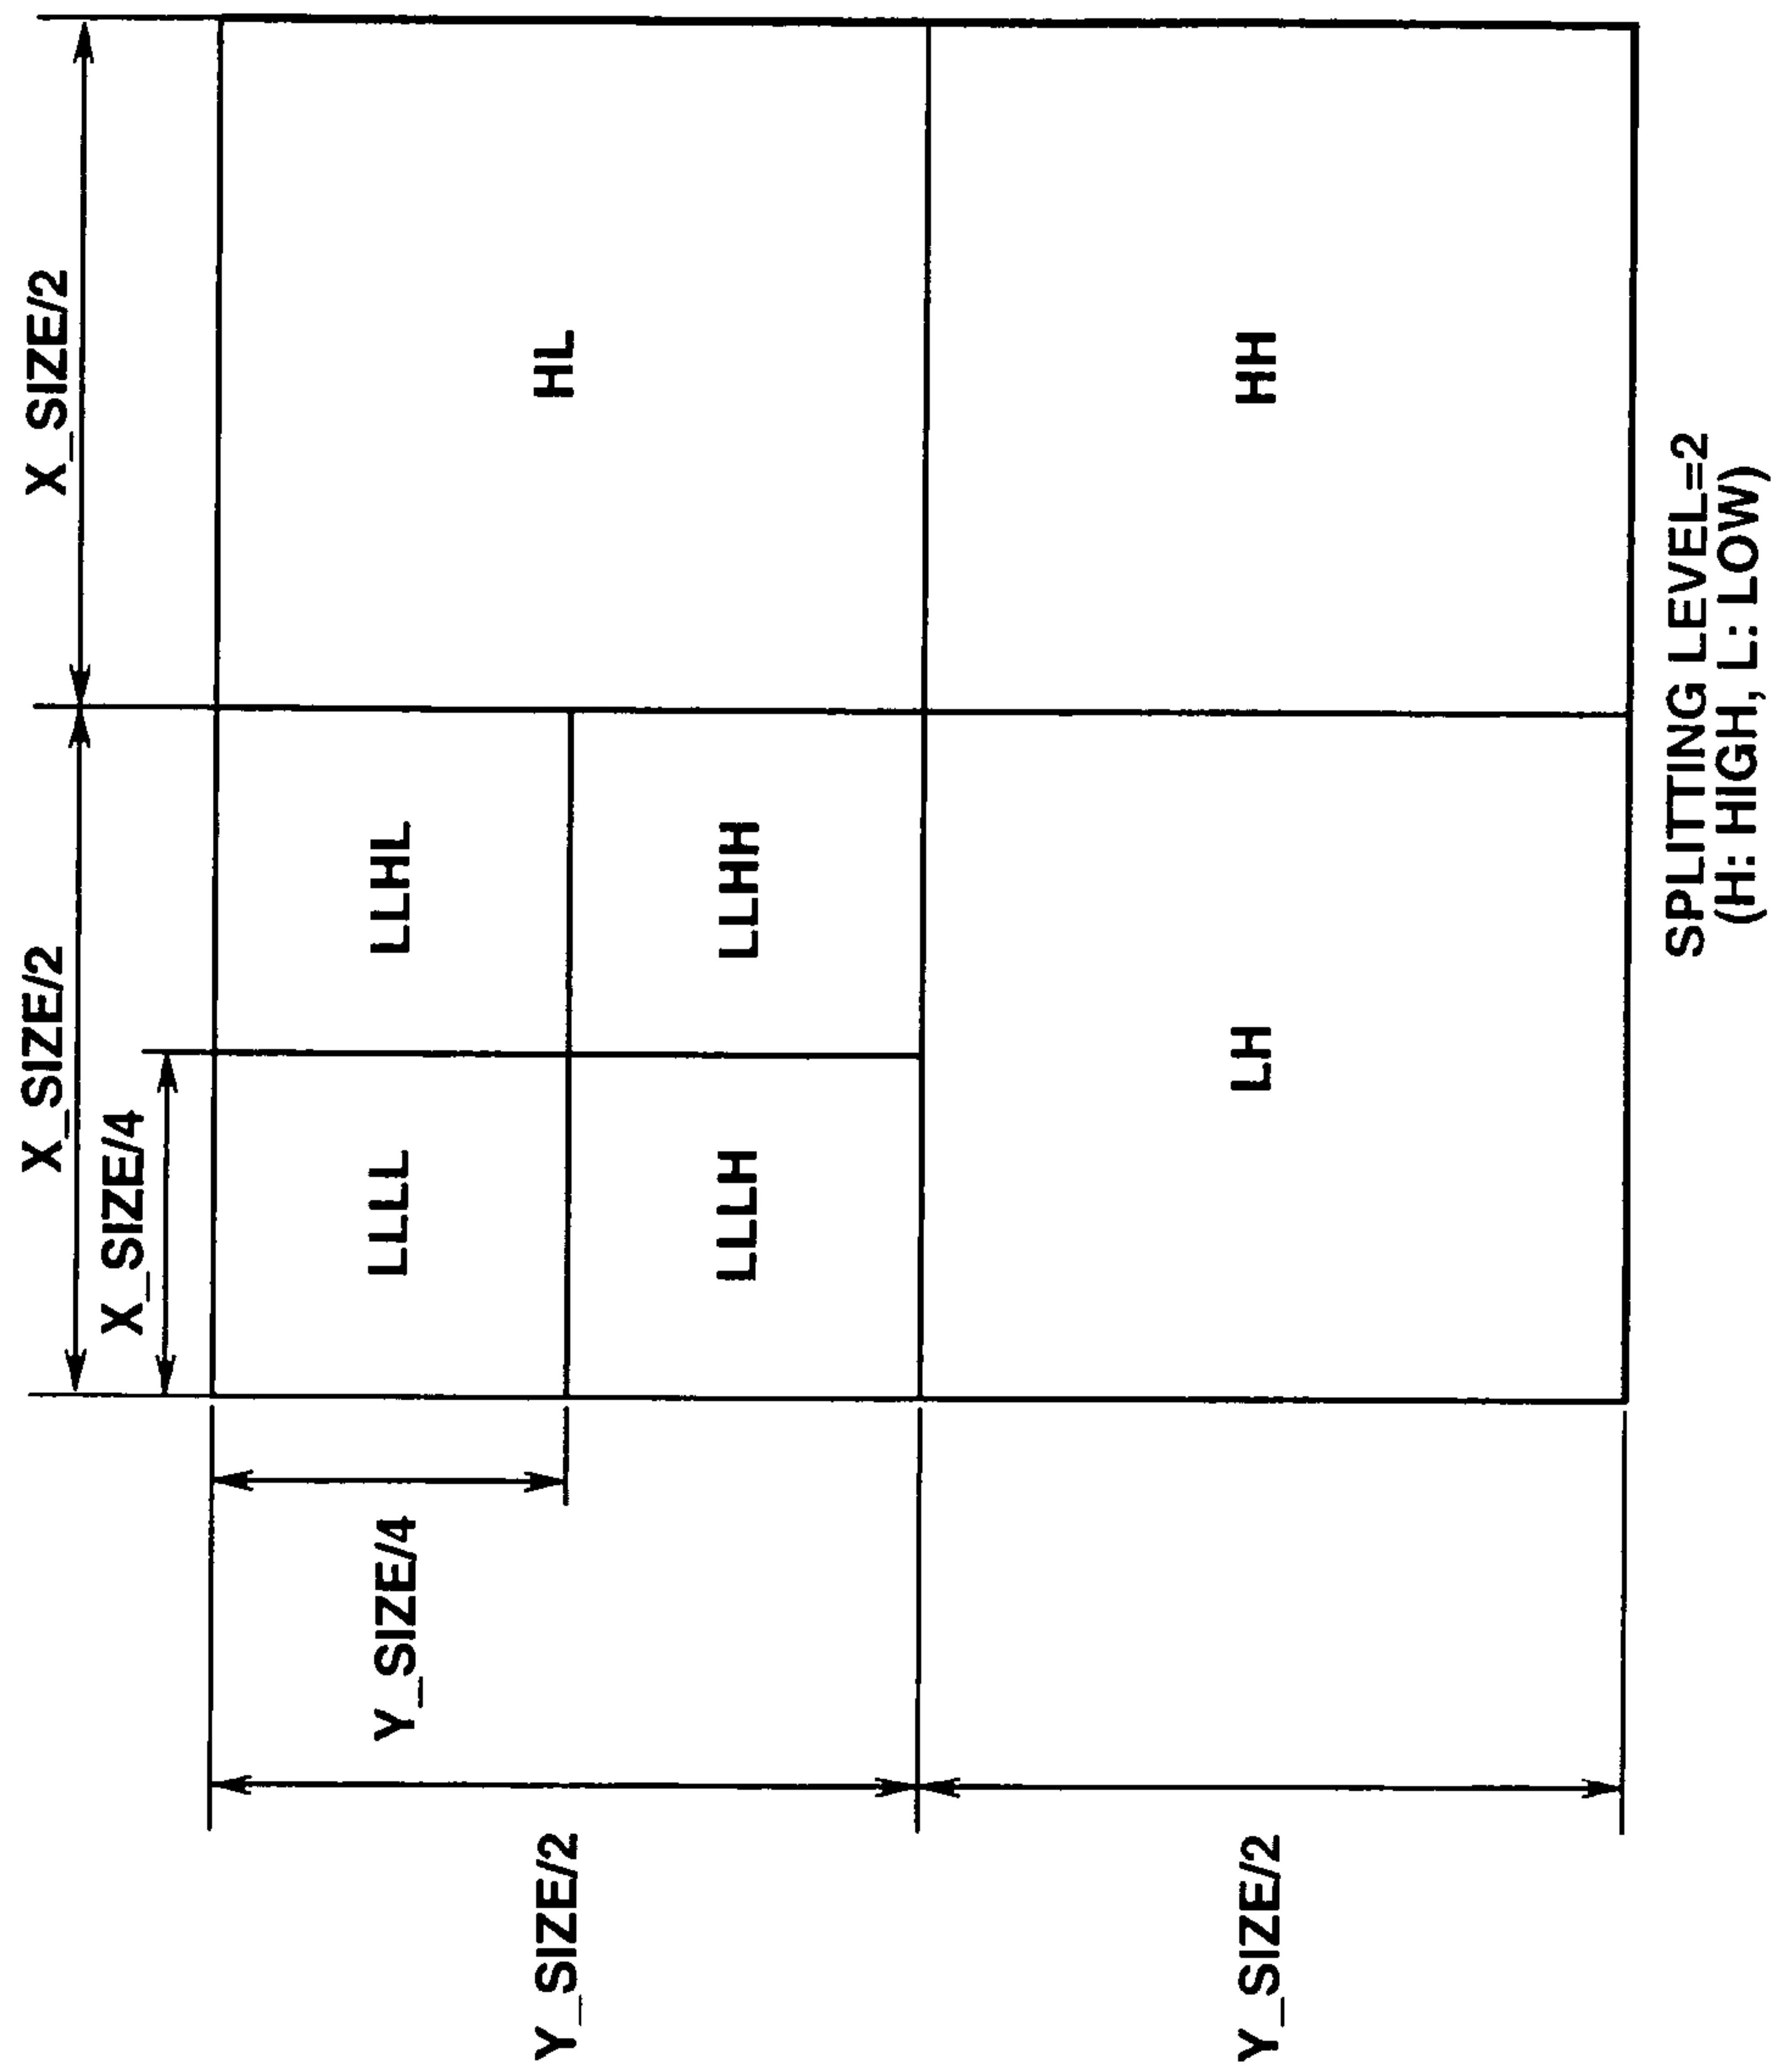 X_SIZE/2
X_SIZE/2
X_SIZE/4
Y_SIZE/4
Y_SIZE/2
Y_SIZE/2
LLLL
LLHL
HL
LLLH
LLHH
LH
HH
SPLITTING LEVEL=2
(H: HIGH, L: LOW)